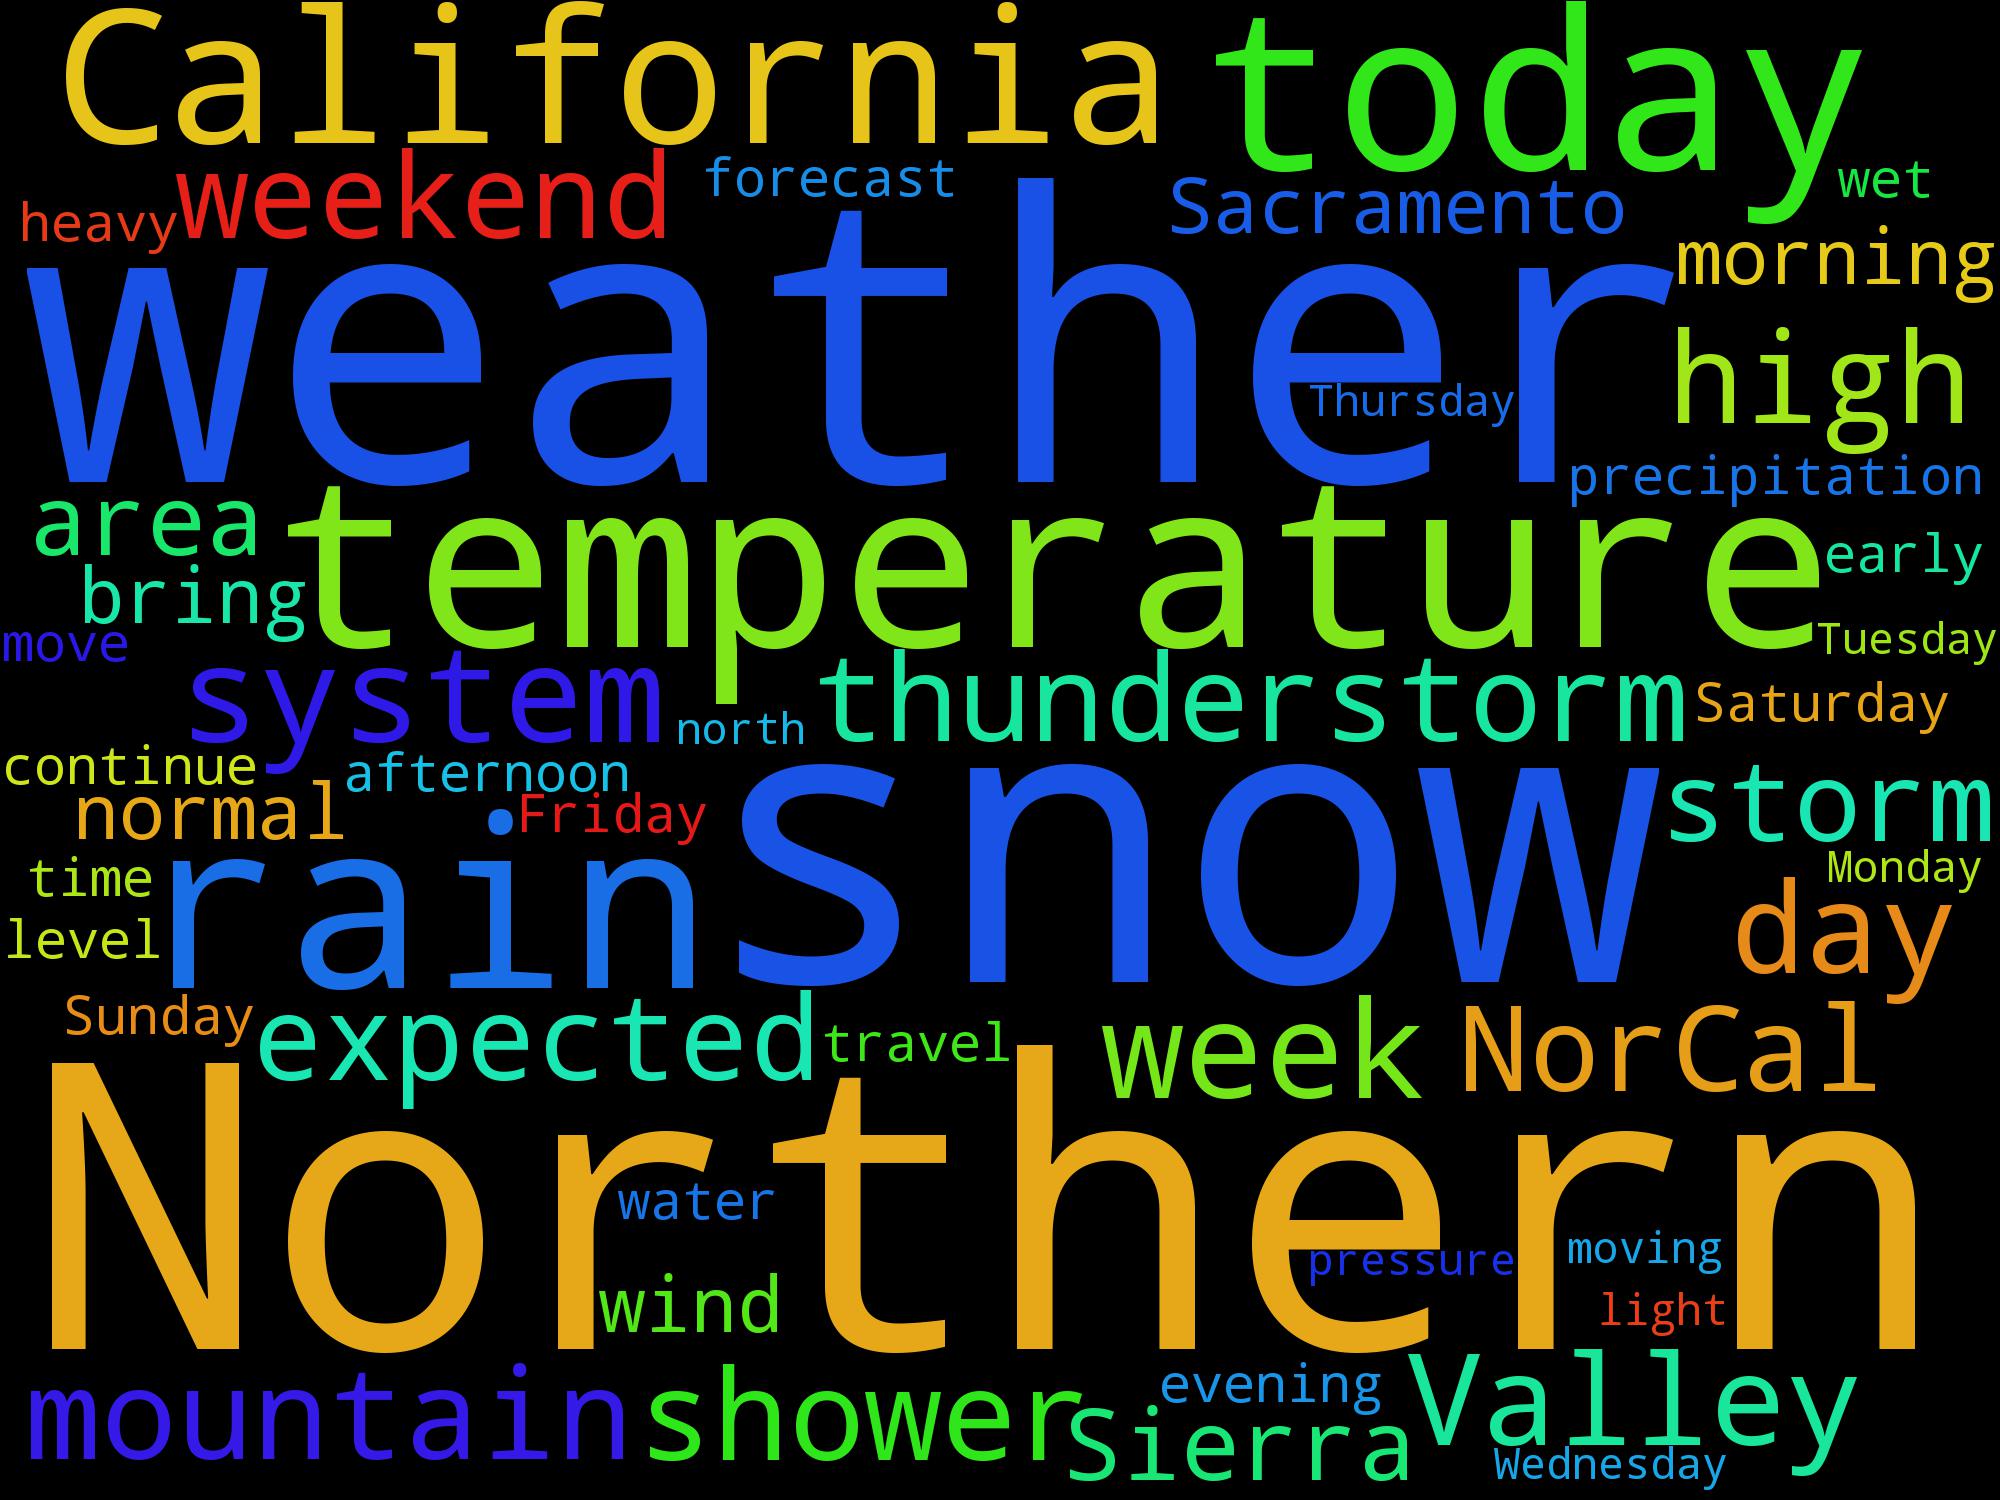 California today
weekend forecast Sacramento wet
heavy morning
weather
Thursday high
precipitation
area temperature early
bring
move Tuesday
system north thunderstorm Saturday
continue afternoon
normal Friday snow storm
time rain Monday
level day
Sunday expected travel week NorCal
Northern
water
wind pressure moving
light
mountain shower evening Valley
Sierra Wednesday